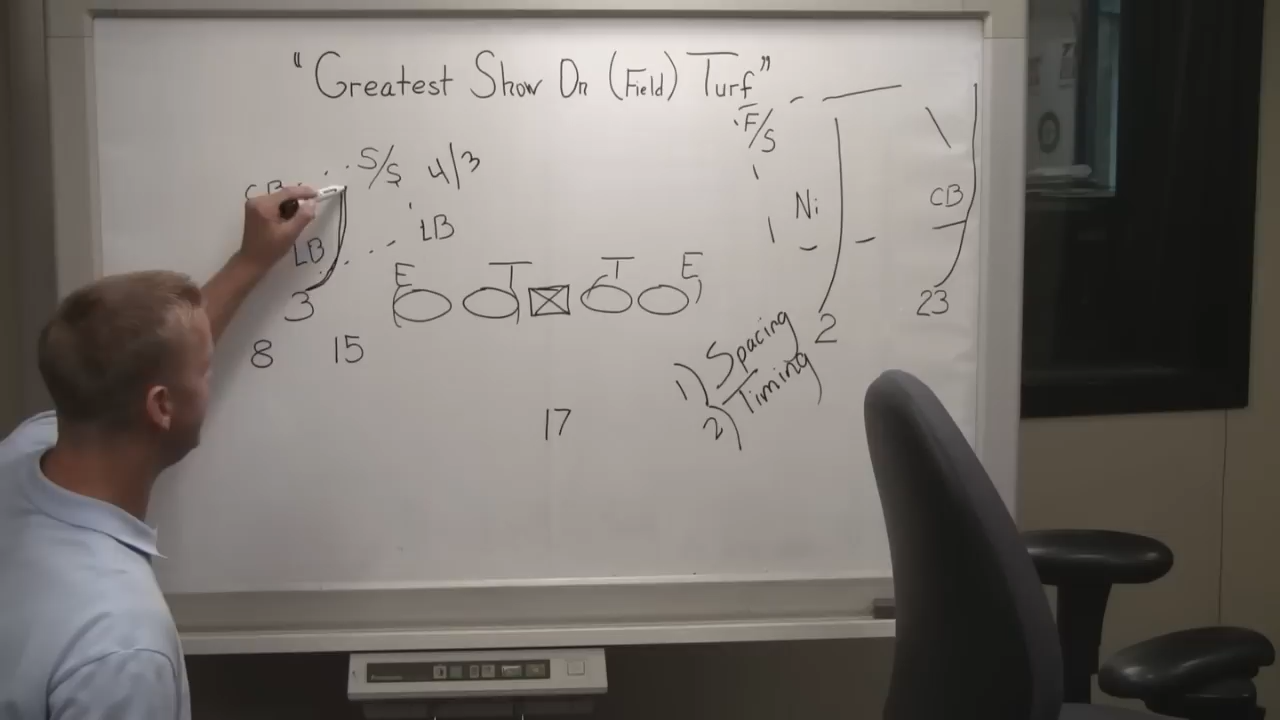 "Greatest Show On (Field) Turf"
F/S
S/S 4/3
CB
Ni
CB
LB
LB
E T T E
3
2
23
8 15
1) Spacing
2) Timing
17
Panasonic